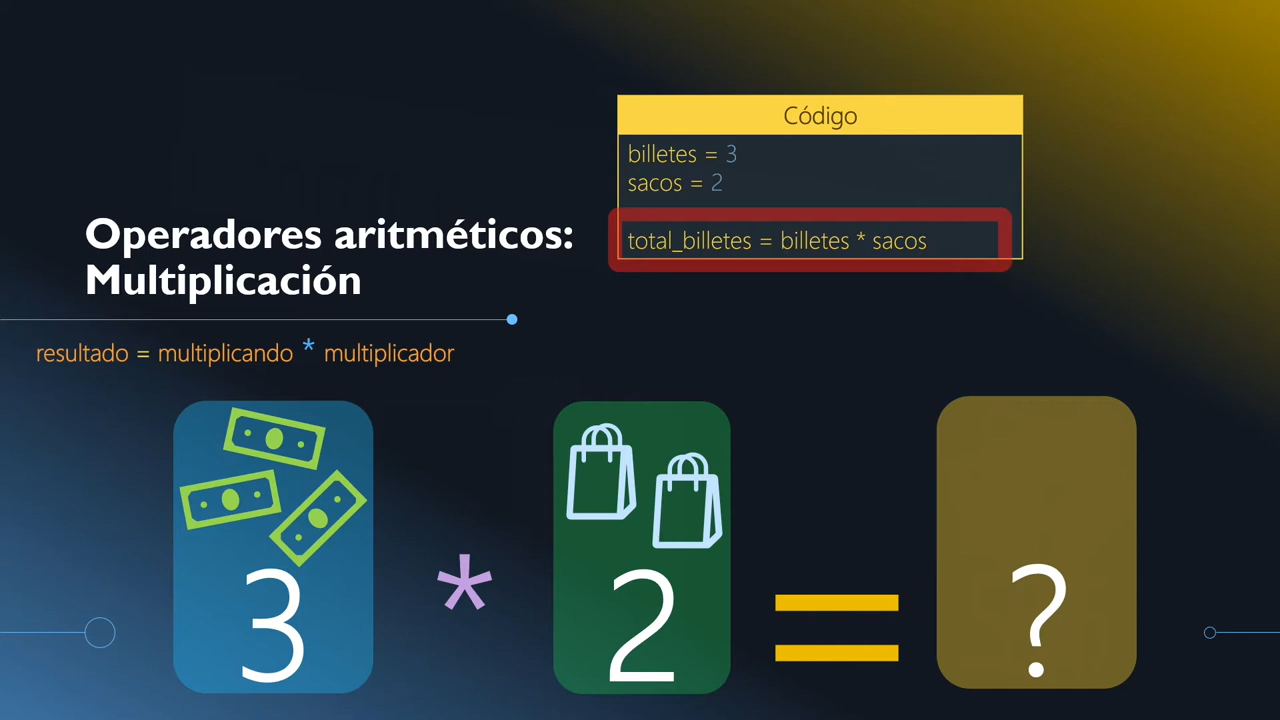 Operadores aritméticos:
Multiplicación
resultado = multiplicando * multiplicador
Código
billetes = 3
sacos = 2
total_billetes = billetes * sacos
3 * 2 = ?